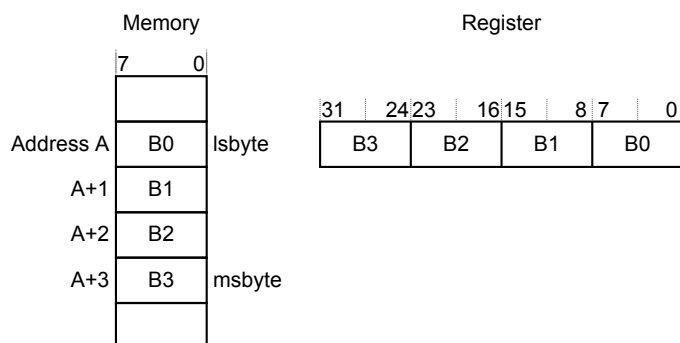 Memory
Register
7 0
31 24 23 16 15 8 7 0
Address A B0 lsbyte
B3 B2 B1 B0
A+1 B1
A+2 B2
A+3 B3 msbyte